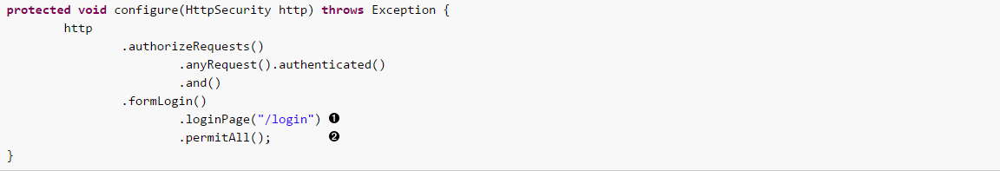 protected void configure(HttpSecurity http) throws Exception {
        http
                .authorizeRequests()
                        .anyRequest().authenticated()
                        .and()
                .formLogin()
                        .loginPage("/login") ❶
                        .permitAll();        ❷
}